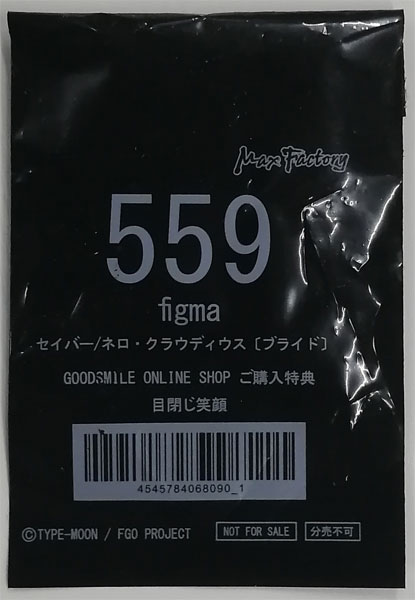 Max Factory
559
figma
セイバー/ネロ・クラウディウス〔ブライド〕
GOODSMILE ONLINE SHOP ご購入特典
目閉じ笑顔
4545784068090_1
©TYPE-MOON / FGO PROJECT
NOT FOR SALE
分売不可